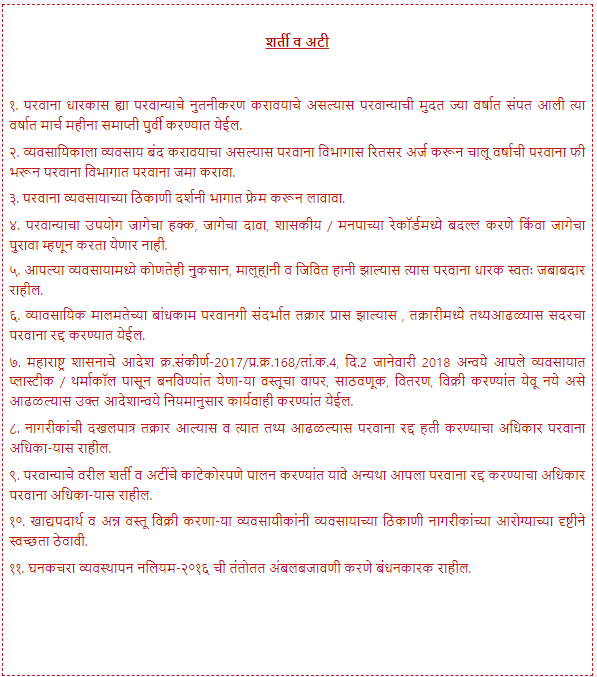 शर्ती व अटी
१. परवाना धारकास ह्या परवान्याचे नुतनीकरण करावयाचे असल्यास परवान्याची मुदत ज्या वर्षात संपत आली त्या
वर्षात मार्च महीना समाप्ती पुर्वी करण्यात येईल.
२. व्यवसायिकाला व्यवसाय बंद करावयाचा असल्यास परवाना विभागास रितसर अर्ज करून चालू वर्षाची परवाना फी
भरून परवाना विभागात परवाना जमा करावा.
३. परवाना व्यवसायाच्या ठिकाणी दर्शनी भागात फ्रेम करून लावावा.
४. परवान्याचा उपयोग जागेचा हक्क, जागेचा दावा, शासकीय / मनपाच्या रेकॉर्डमध्ये बदल्ल करणे किंवा जागेचा
पुरावा म्हणून करता येणार नाही.
५. आपल्या व्यवसायामध्ये कोणतेही नुकसान, मालृहा्नी व जिवित हानी झाल्यास त्यास परवाना धारक स्वतः जबाबदार
राहील.
६. व्यावसायिक मालमतेच्या बांधकाम परवानगी संदर्भात तक्रार प्रास झाल्यास , तक्रारीमध्ये तथ्यआढळ्यास सदरचा
परवाना रद्द करण्यात येईल.
७. महाराष्ट्र शासनाचे आदेश क्र.संकीर्ण-2017/प्र.क्र.168/तां.क.4, दि.2 जानेवारी 2018 अन्वये आपले व्यवसायात
प्लास्टीक / थर्माकॉल पासून बनविण्यांत येणा-या वस्तूचा वापर, साठवणूक, वितरण, विक्री करण्यांत येवू नये असे
आढळल्यास उक्त आदेशान्वये नियमानुसार कार्यवाही करण्यांत येईल.
८. नागरीकांची दखलपात्र तक्रार आल्यास व त्यात तथ्य आढळल्यास परवाना रद्द हती करण्याचा अधिकार परवाना
अधिका-यास राहील.
९. परवान्याचे वरील शर्ती व अटींचे काटेकोरपणे पालन करण्यांत यावे अन्यथा आपला परवाना रद्द करण्याचा अधिकार
परवाना अधिका-यास राहील.
१०. खाद्यपदार्थ व अन्न वस्तू विक्री करणा-या व्यवसायीकांनी व्यवसायाच्या ठिकाणी नागरीकांच्या आरोग्याच्या दृष्टीने
स्वच्छता ठेवावी.
११. घनकचरा व्यवस्थापन नलियम-२०१६ ची तंतोतत अंबलबजावणी करणे बंधनकारक राहील.